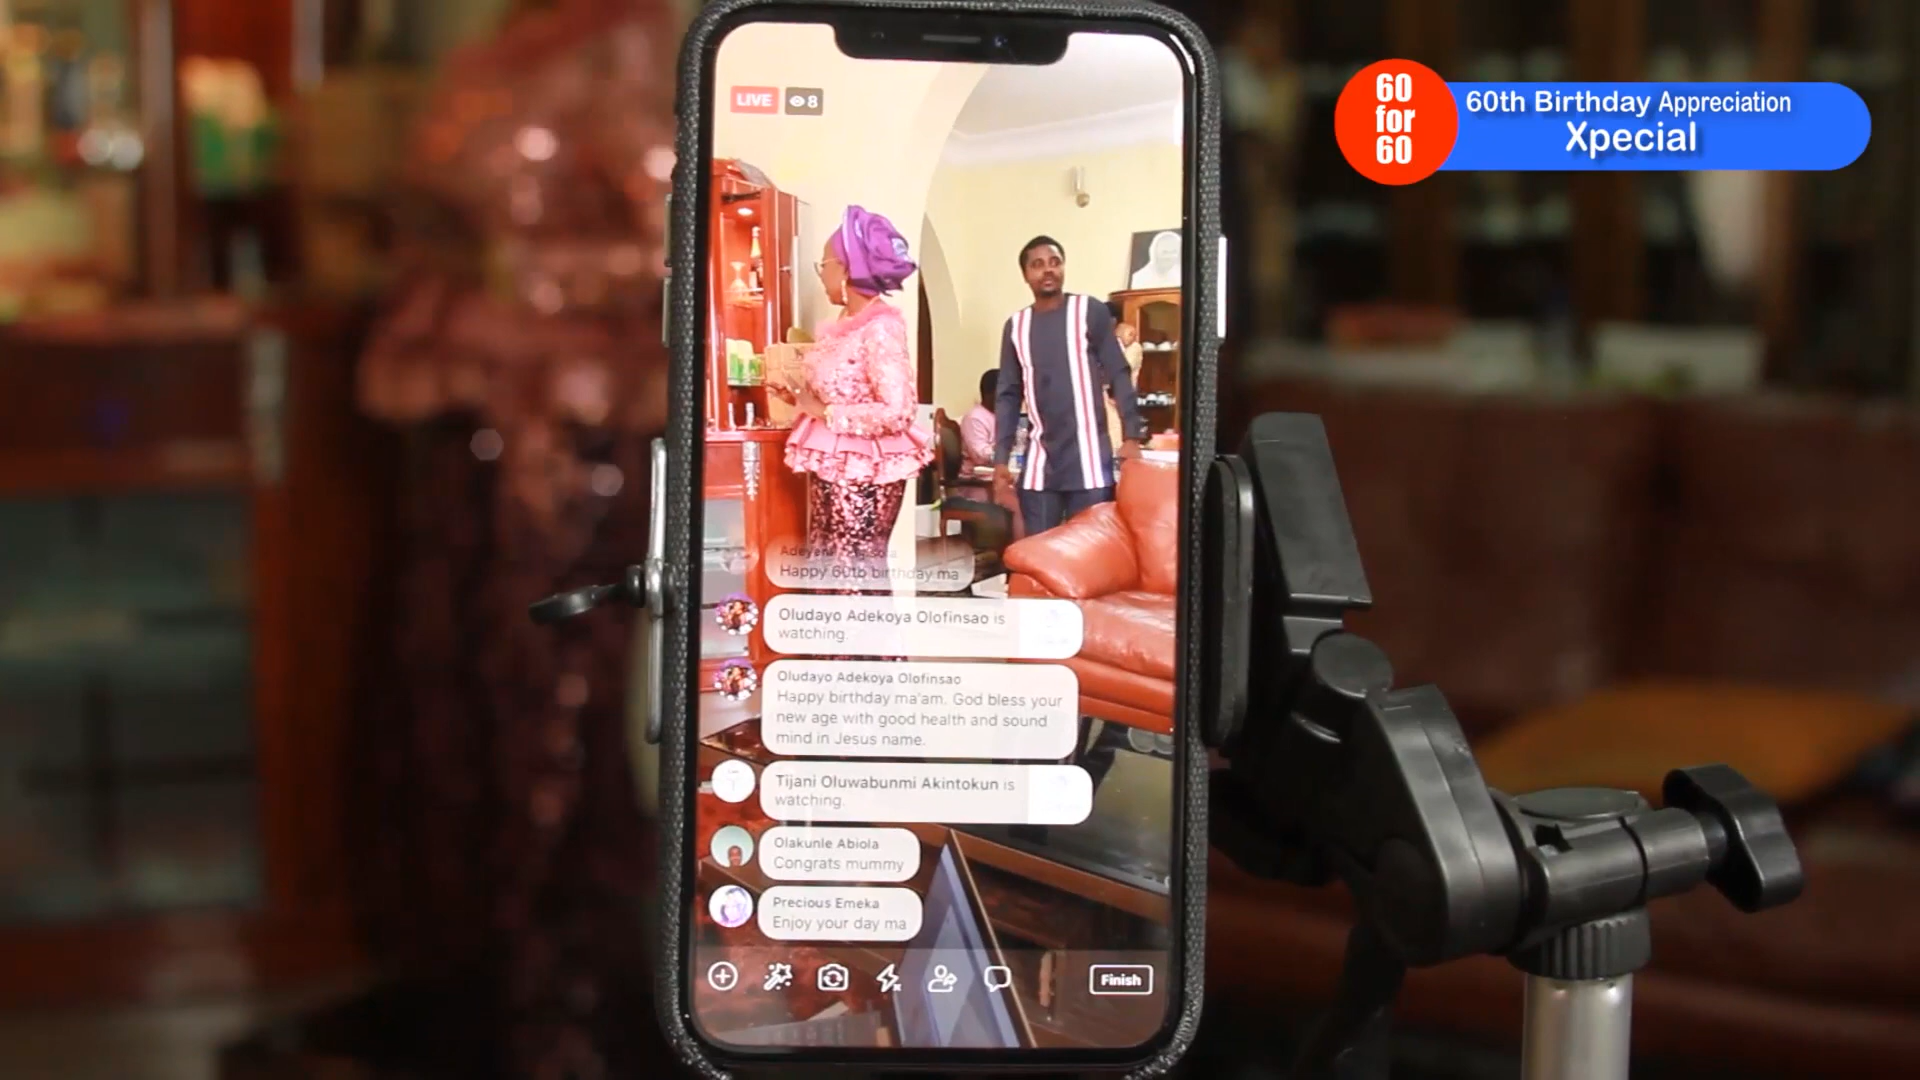 60
for
60
60th Birthday Appreciation
Xpecial
LIVE
8
Happy 60th birthday ma
Oludayo Adekoya Olofinsao is
watching.
Oludayo Adekoya Olofinsao
Happy birthday ma'am. God bless your
new age with good health and sound
mind in Jesus name.
Tijani Oluwabunmi Akintokun is
watching.
Olakunle Abiola
Congrats mummy
Precious Emeka
Enjoy your day ma
Finish